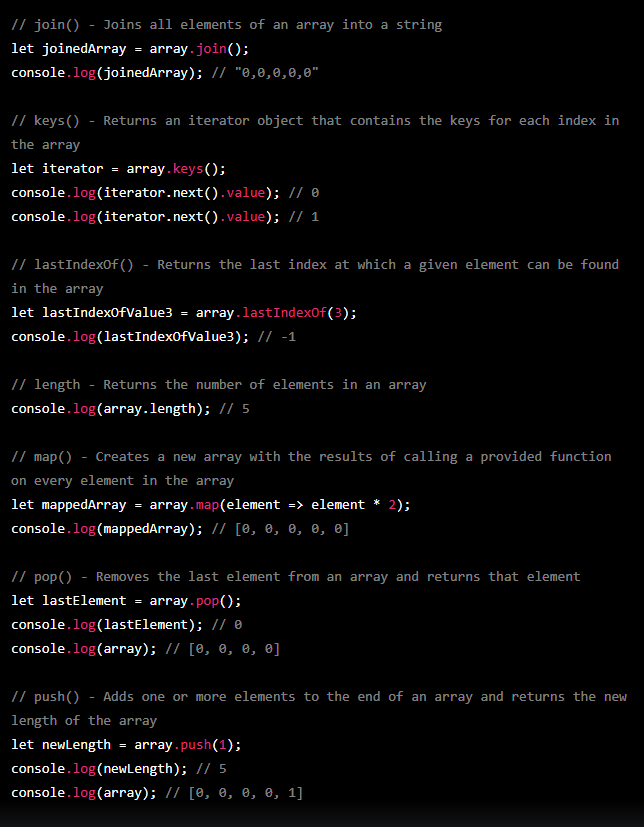 // join() - Joins all elements of an array into a string
let joinedArray = array.join();
console.log(joinedArray); // "0,0,0,0,0"
// keys() - Returns an iterator object that contains the keys for each index in
the array
let iterator = array.keys();
console.log(iterator.next().value); // 0
console.log(iterator.next().value); // 1
// lastIndexOf() - Returns the last index at which a given element can be found
in the array
let lastIndexOfValue3 = array.lastIndexOf(3);
console.log(lastIndexOfValue3); // -1
// length - Returns the number of elements in an array
console.log(array.length); // 5
// map() - Creates a new array with the results of calling a provided function
on every element in the array
let mappedArray = array.map(element => element * 2);
console.log(mappedArray); // [0, 0, 0, 0, 0]
// pop() - Removes the last element from an array and returns that element
let lastElement = array.pop();
console.log(lastElement); // 0
console.log(array); // [0, 0, 0, 0]
// push() - Adds one or more elements to the end of an array and returns the new
length of the array
let newLength = array.push(1);
console.log(newLength); // 5
console.log(array); // [0, 0, 0, 0, 1]